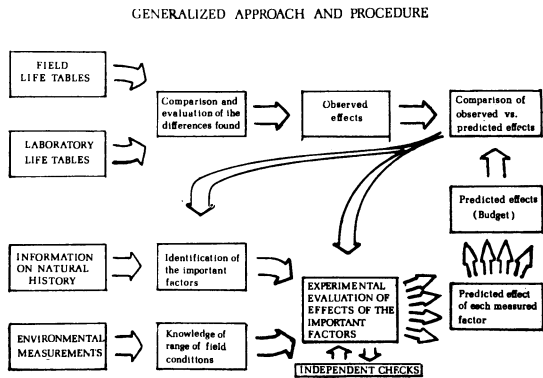 GENERALIZED APPROACH AND PROCEDURE
FIELD
LIFE TABLES
Comparison and
evaluation of the
differences found
Observed
effects
Comparison of
observed vs.
predicted effects
LABORATORY
LIFE TABLES
Predicted effects
(Budget)
INFORMATION
ON NATURAL
HISTORY
Identification of
the important
factors
EXPERIMENTAL
EVALUATION OF
EFFECTS OF THE
IMPORTANT
FACTORS
Predicted effect
of each measured
factor
ENVIRONMENTAL
MEASUREMENTS
Knowledge of
range of field
conditions
INDEPENDENT CHECKS